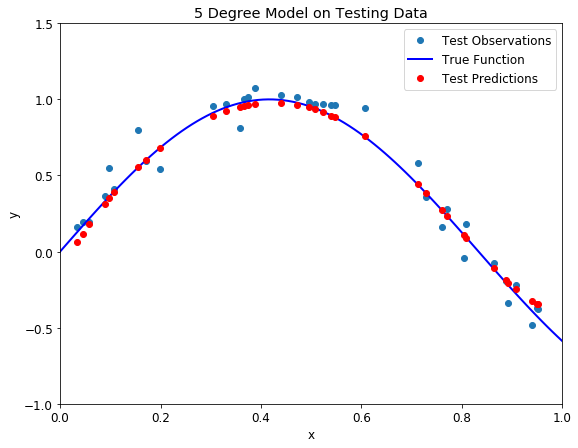 5 Degree Model on Testing Data
Test Observations
True Function
Test Predictions
1.5
1.0
0.5
0.0
−0.5
−1.0
y
0.0 0.2 0.4 0.6 0.8 1.0
x